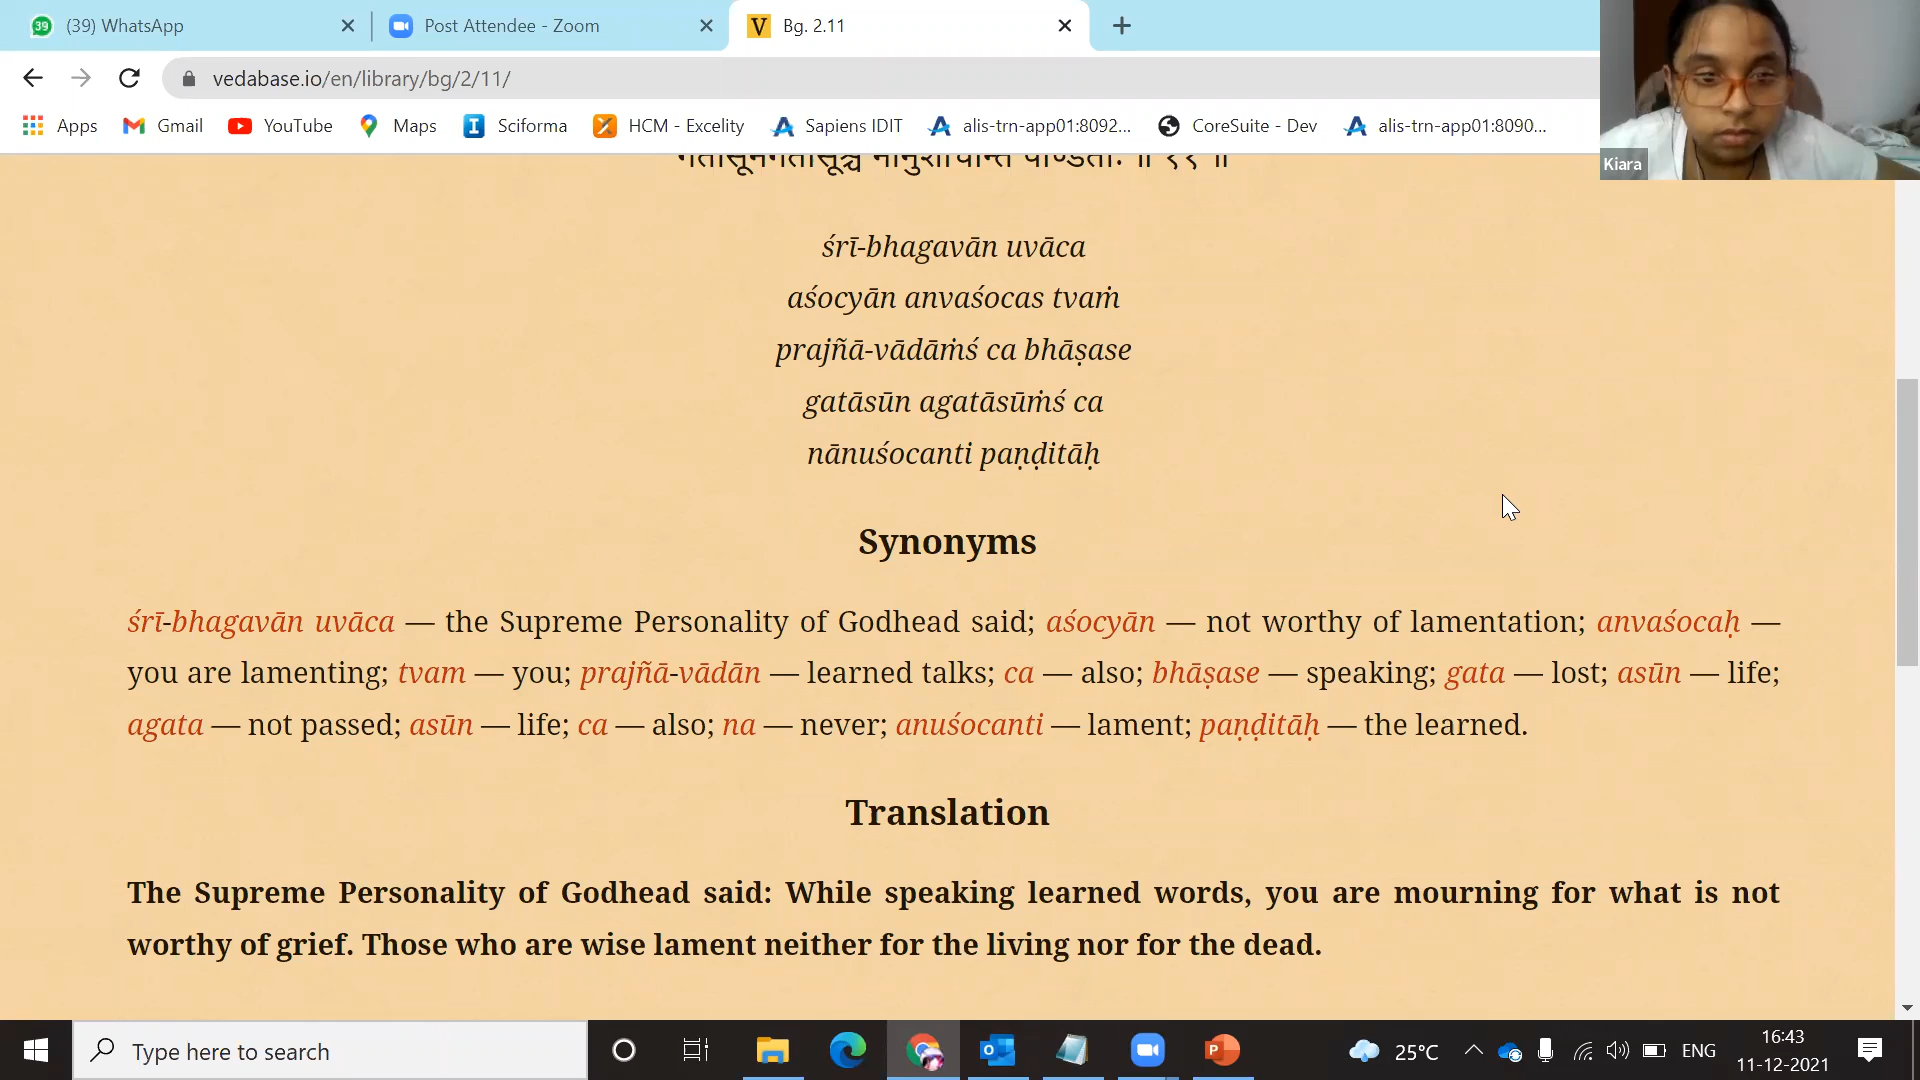 (39) WhatsApp
Post Attendee - Zoom
Bg. 2.11
vedabase.io/en/library/bg/2/11/
Apps Gmail YouTube Maps Sciforma HCM - Excelity Sapiens IDIT alis-trn-app01:8092... CoreSuite - Dev alis-trn-app01:8090...
Kiara
śrī-bhagavān uvāca
aśocyān anvaśocas tvaṁ
prajñā-vādāṁś ca bhāṣase
gatāsūn agatāsūṁś ca
nānuśocanti paṇḍitāḥ
Synonyms
śrī-bhagavān uvāca — the Supreme Personality of Godhead said; aśocyān — not worthy of lamentation; anvaśocaḥ —
you are lamenting; tvam — you; prajñā-vādān — learned talks; ca — also; bhāṣase — speaking; gata — lost; asūn — life;
agata — not passed; asūn — life; ca — also; na — never; anuśocanti — lament; paṇḍitāḥ — the learned.
Translation
The Supreme Personality of Godhead said: While speaking learned words, you are mourning for what is not
worthy of grief. Those who are wise lament neither for the living nor for the dead.
Type here to search
25°C
ENG
16:43
11-12-2021